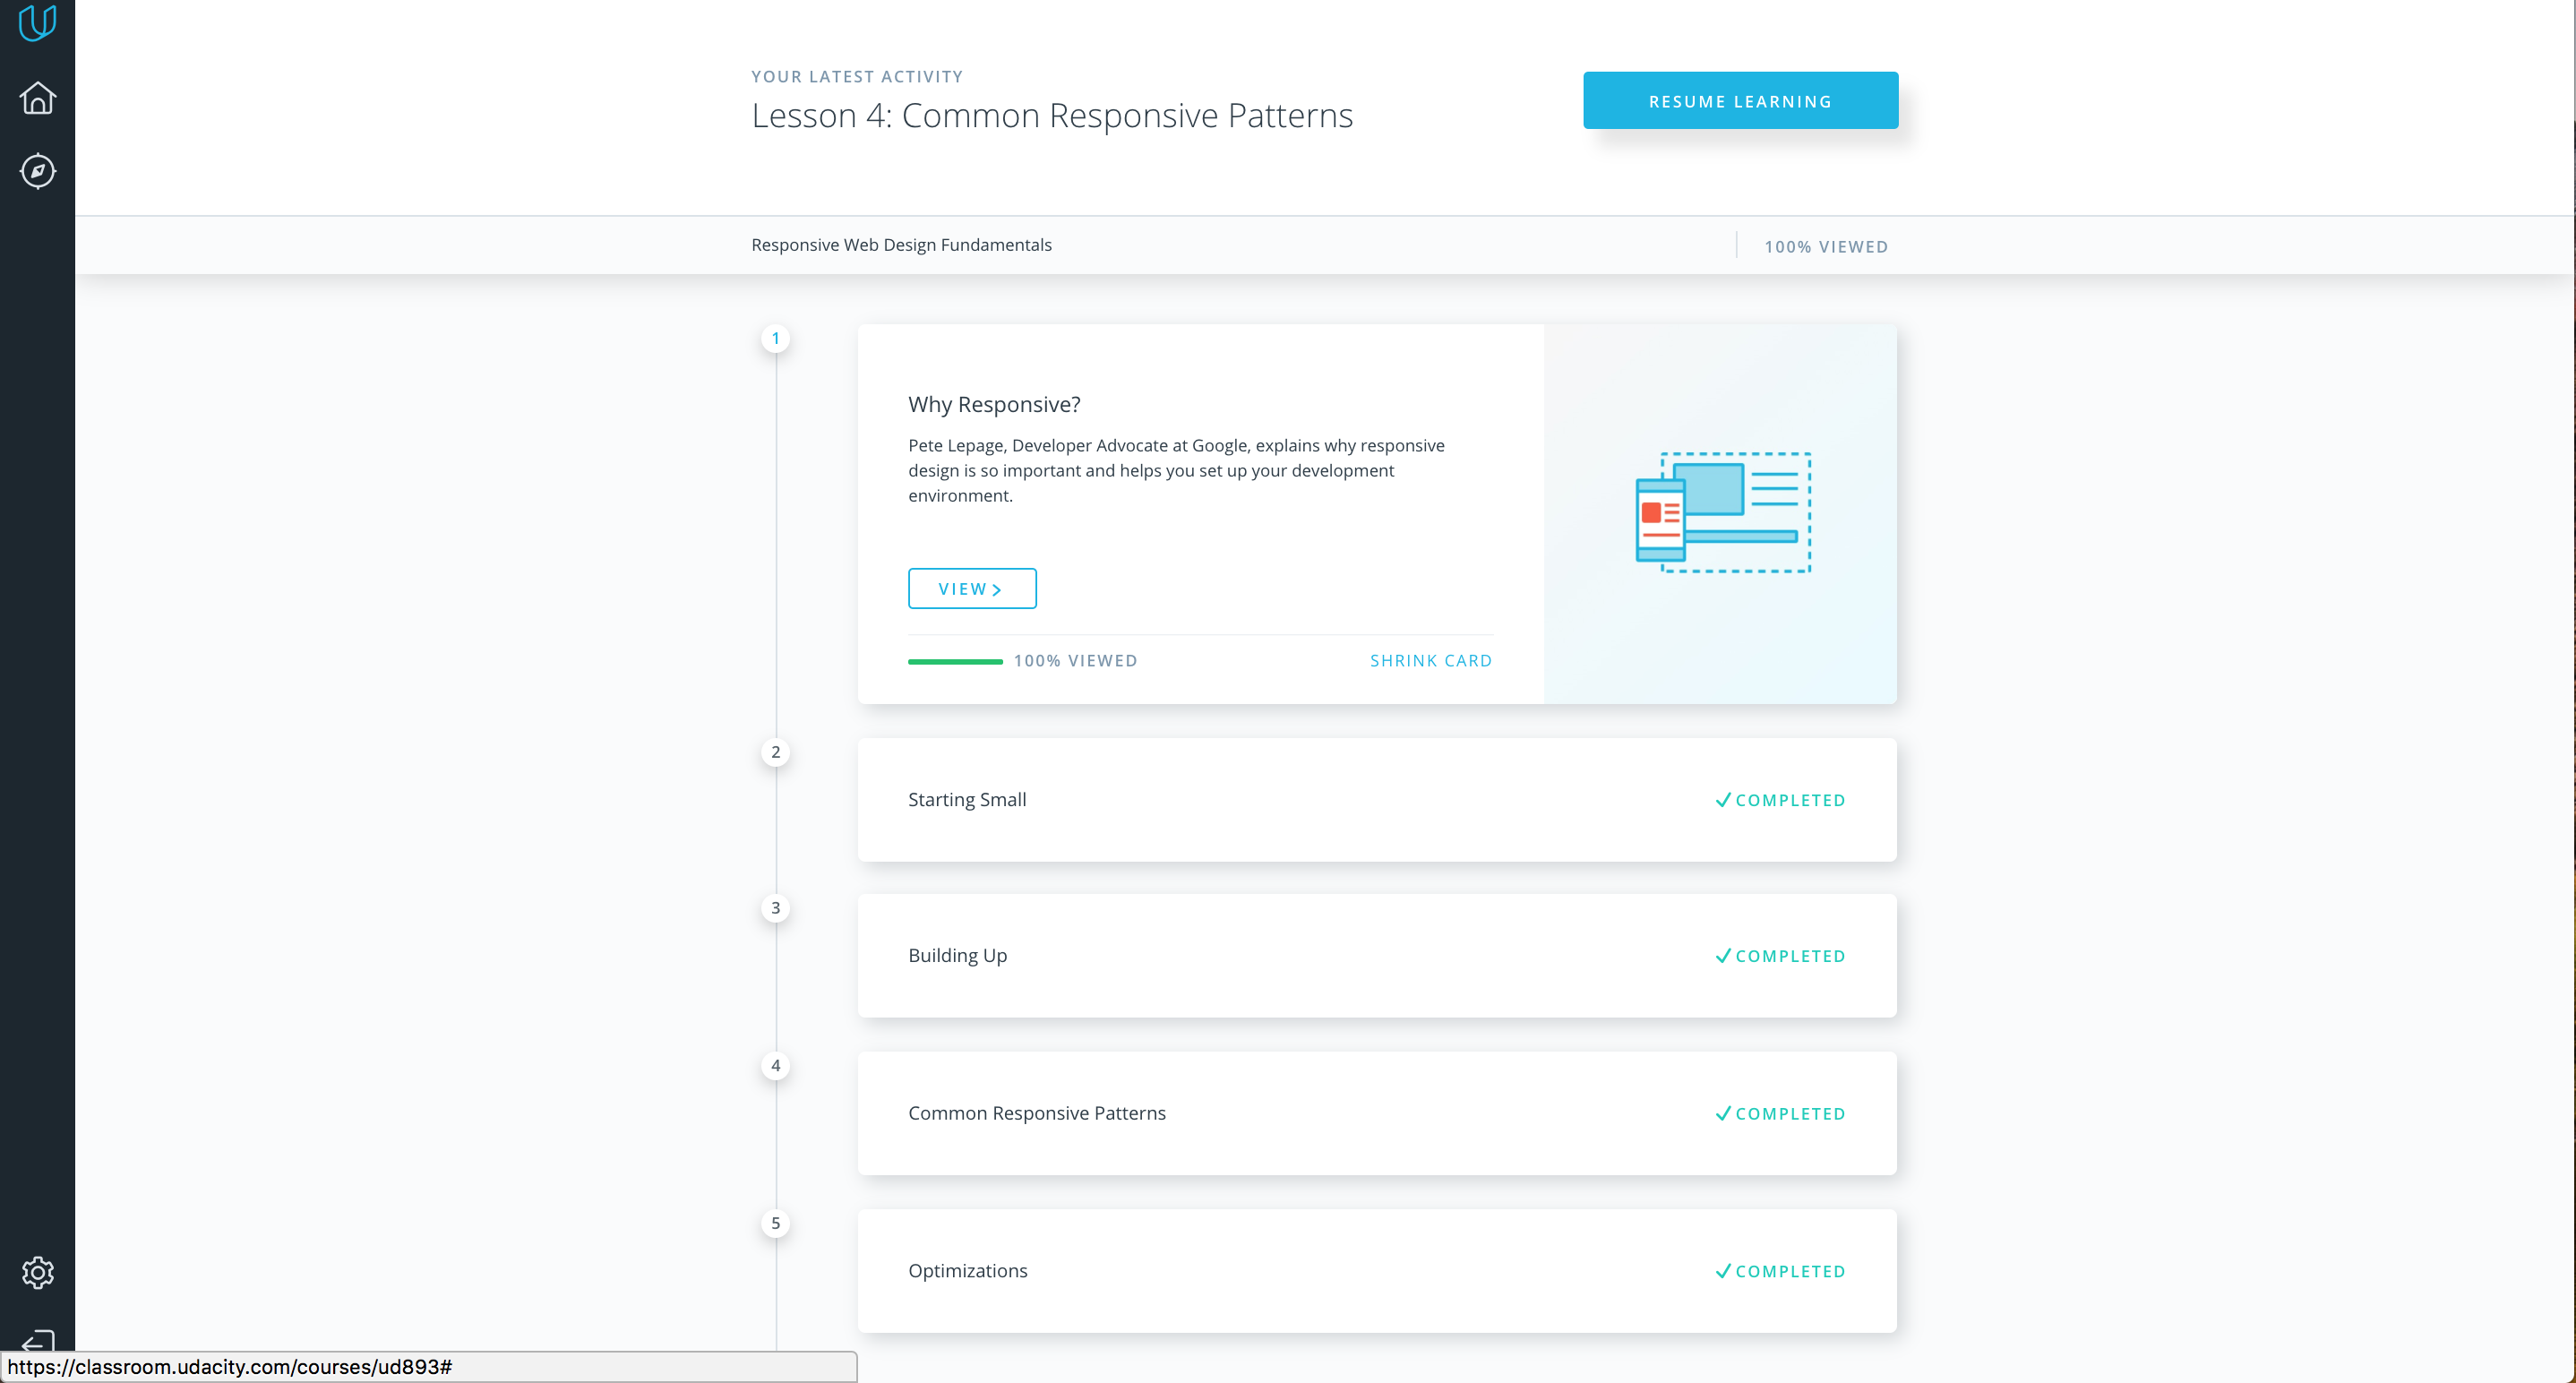 YOUR LATEST ACTIVITY
Lesson 4: Common Responsive Patterns
RESUME LEARNING
Responsive Web Design Fundamentals
100% VIEWED
1
Why Responsive?
Pete Lepage, Developer Advocate at Google, explains why responsive
design is so important and helps you set up your development
environment.
VIEW
100% VIEWED
SHRINK CARD
2
Starting Small
COMPLETED
3
Building Up
COMPLETED
4
Common Responsive Patterns
COMPLETED
5
Optimizations
COMPLETED
https://classroom.udacity.com/courses/ud893#